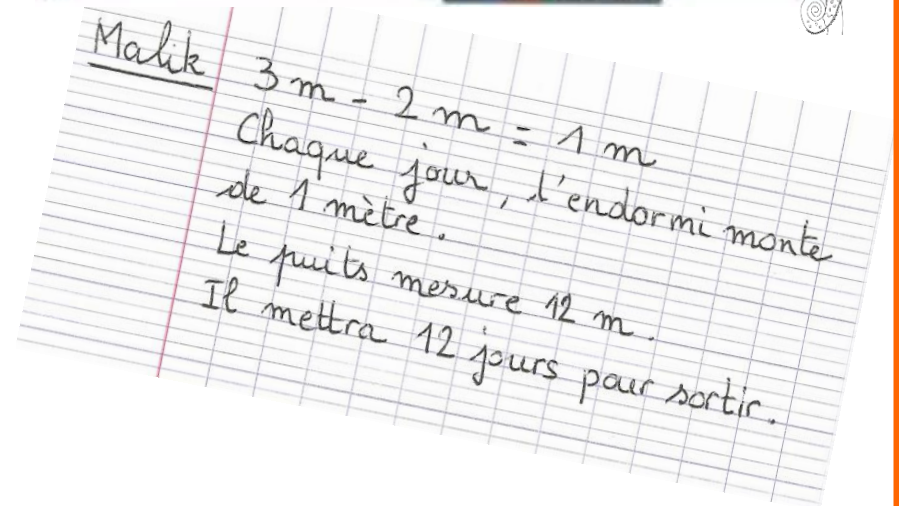 Malik
3 m - 2 m = 1 m
Chaque jour, l'endormi monte
de 1 mètre.
Le puits mesure 12 m.
Il mettra 12 jours pour sortir.